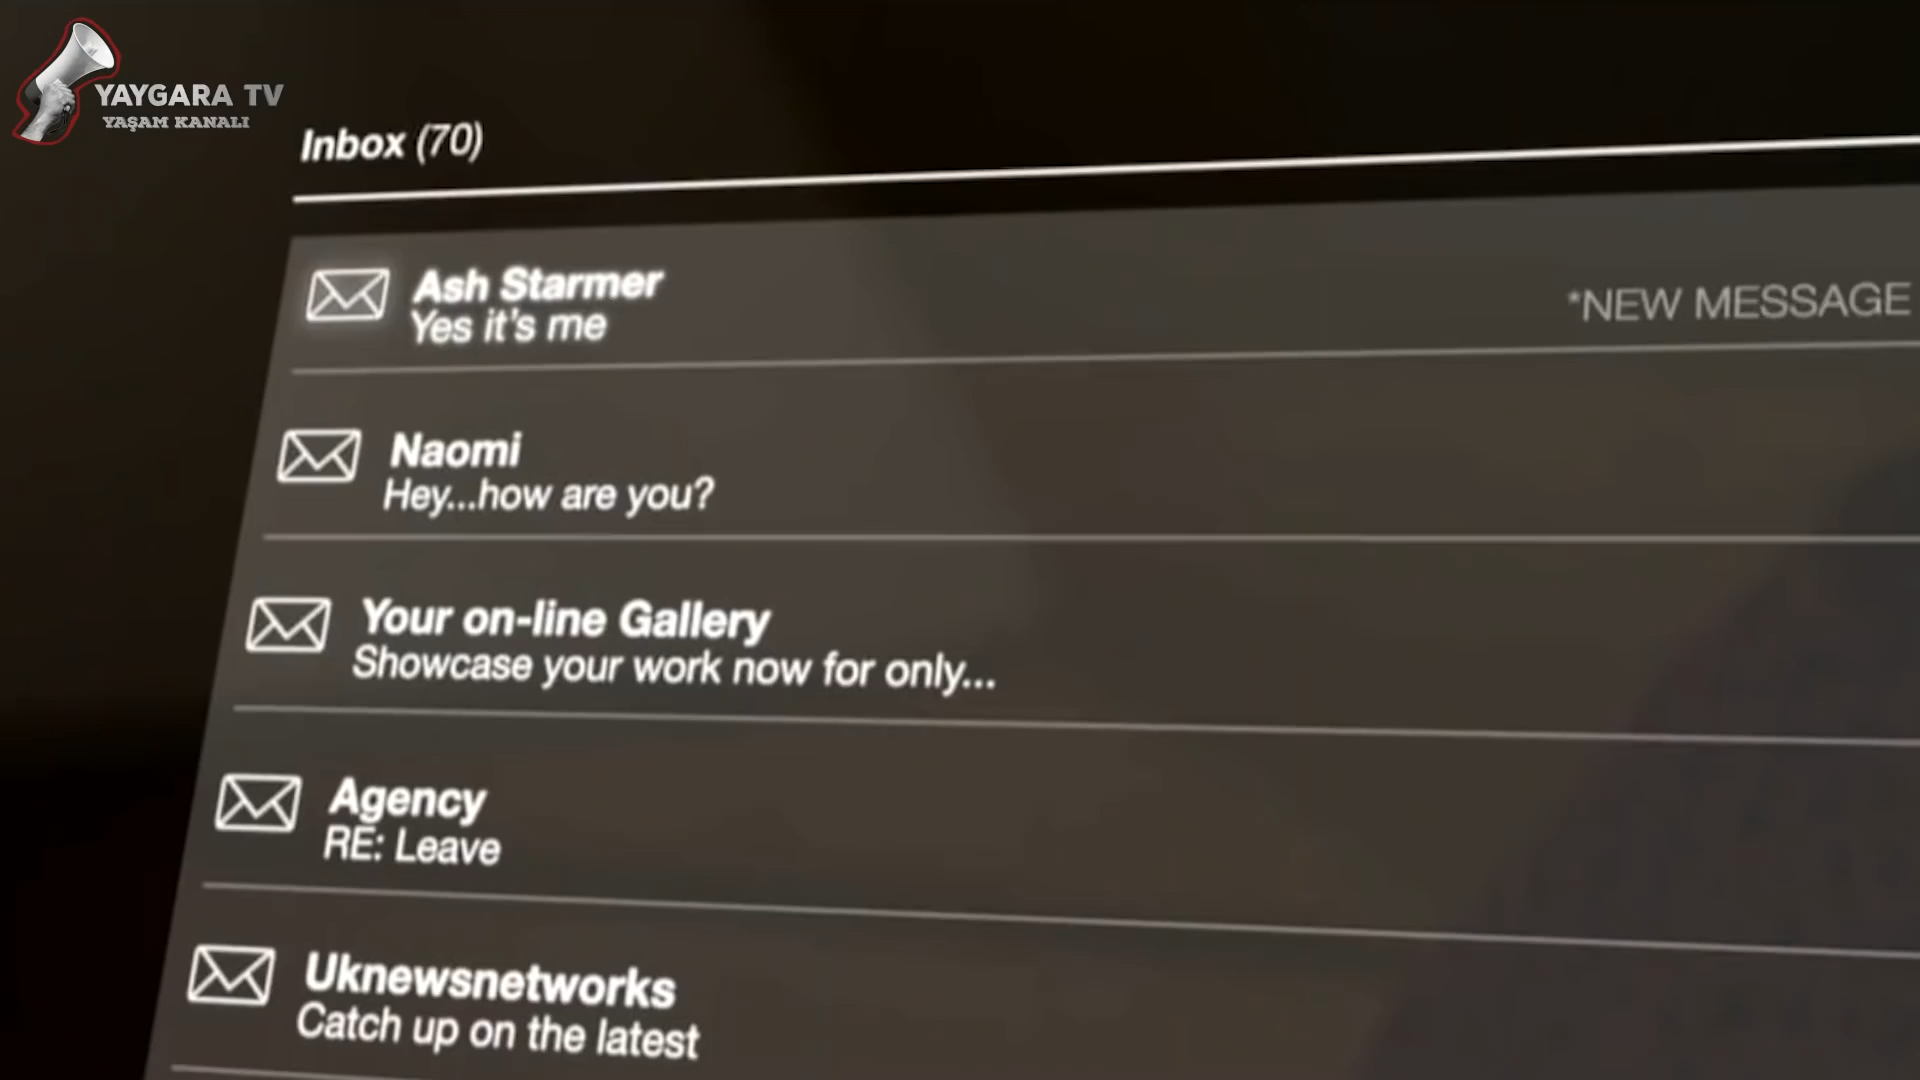 YAYGARA TV
YAŞAM KANALI
Inbox (70)
Ash Starmer
Yes it's me
*NEW MESSAGE
Naomi
Hey...how are you?
Your on-line Gallery
Showcase your work now for only...
Agency
RE: Leave
Uknewsnetworks
Catch up on the latest